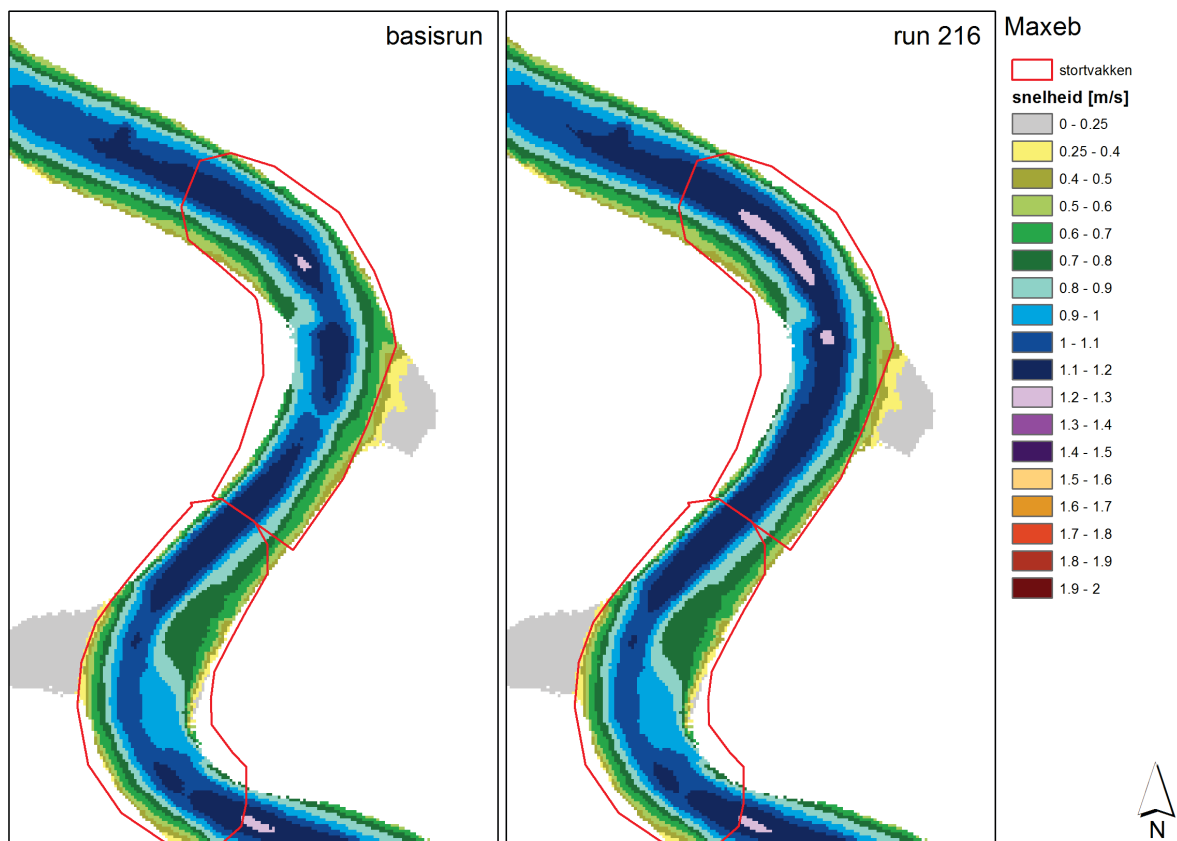 basisrun
run 216
Maxeb
stortvakken
snelheid [m/s]
0 - 0.25
0.25 - 0.4
0.4 - 0.5
0.5 - 0.6
0.6 - 0.7
0.7 - 0.8
0.8 - 0.9
0.9 - 1
1 - 1.1
1.1 - 1.2
1.2 - 1.3
1.3 - 1.4
1.4 - 1.5
1.5 - 1.6
1.6 - 1.7
1.7 - 1.8
1.8 - 1.9
1.9 - 2
N